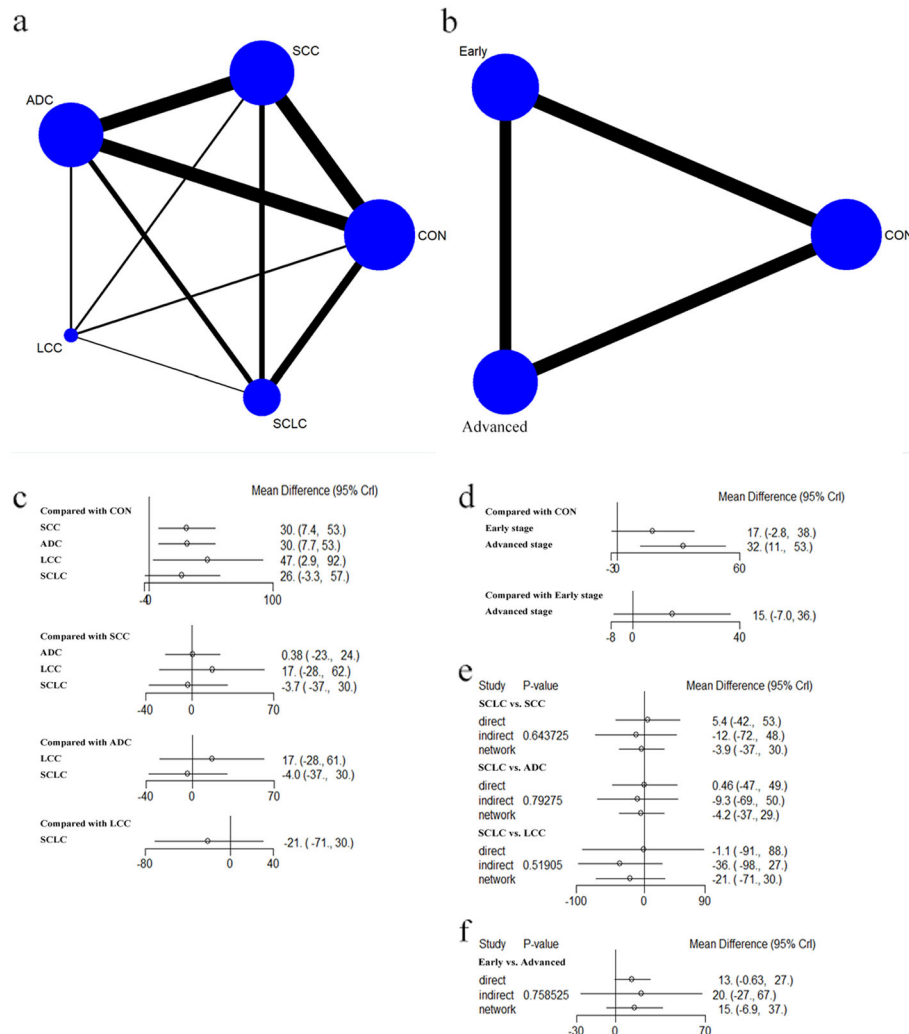 a
SCC
ADC
CON
LCC
SCLC
b
Early
CON
Advanced
c
Mean Difference (95% Crl)
Compared with CON
SCC 30. (7.4, 53.)
ADC 30. (7.7, 53.)
LCC 47. (2.9, 92.)
SCLC 26. (-3.3, 57.)
-40 100
Compared with SCC
ADC 0.38 (-23., 24.)
LCC 17. (-28., 62.)
SCLC -3.7 (-37., 30.)
-40 0 70
Compared with ADC
LCC 17. (-28., 61.)
SCLC -4.0 (-37., 30.)
-40 0 70
Compared with LCC
SCLC -21. (-71., 30.)
-80 0 40
d
Mean Difference (95% Crl)
Compared with CON
Early stage 17. (-2.8, 38.)
Advanced stage 32. (11., 53.)
-30 60
Compared with Early stage
Advanced stage 15. (-7.0, 36.)
-8 0 40
e
Study P-value Mean Difference (95% Crl)
SCLC vs. SCC
direct 5.4 (-42., 53.)
indirect 0.643725 -12. (-72., 48.)
network -3.9 (-37., 30.)
SCLC vs. ADC
direct 0.46 (-47., 49.)
indirect 0.79275 -9.3 (-69., 50.)
network -4.2 (-37., 29.)
SCLC vs. LCC
direct -1.1 (-91., 88.)
indirect 0.51905 -36. (-98., 27.)
network -21. (-71., 30.)
-100 0 90
f
Study P-value Mean Difference (95% Crl)
Early vs. Advanced
direct 13. (-0.63, 27.)
indirect 0.758525 20. (-27., 67.)
network 15. (-6.9, 37.)
-30 0 70